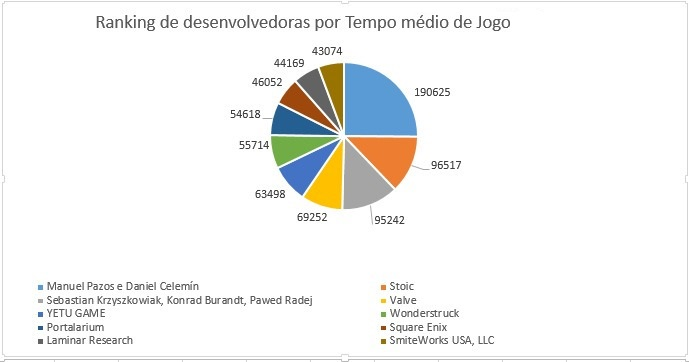 Ranking de desenvolvedoras por Tempo médio de Jogo
43074
44169
190625
46052
54618
55714
96517
63498
69252
95242
Manuel Pazos e Daniel Celemín
Stoic
Sebastian Krzyszkowiak, Konrad Burandt, Pawed Radej
Valve
YETU GAME
Wonderstruck
Portalarium
Square Enix
Laminar Research
SmiteWorks USA, LLC